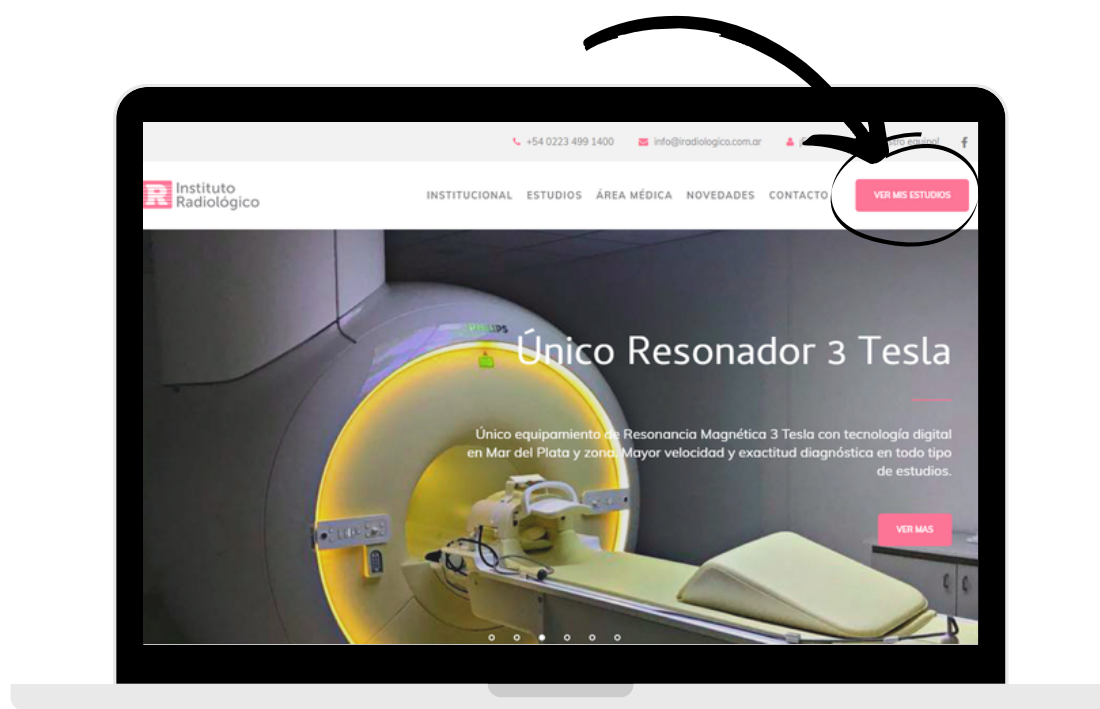 +54 0223 499 1400
info@iradiologico.com.ar
equipo!
R Instituto
Radiológico
INSTITUCIONAL ESTUDIOS ÁREA MÉDICA NOVEDADES CONTACTO
VER MIS ESTUDIOS
PHILIPS
Único Resonador 3 Tesla
Único equipamiento de Resonancia Magnética 3 Tesla con tecnología digital
en Mar del Plata y zona. Mayor velocidad y exactitud diagnóstica en todo tipo
de estudios.
VER MAS